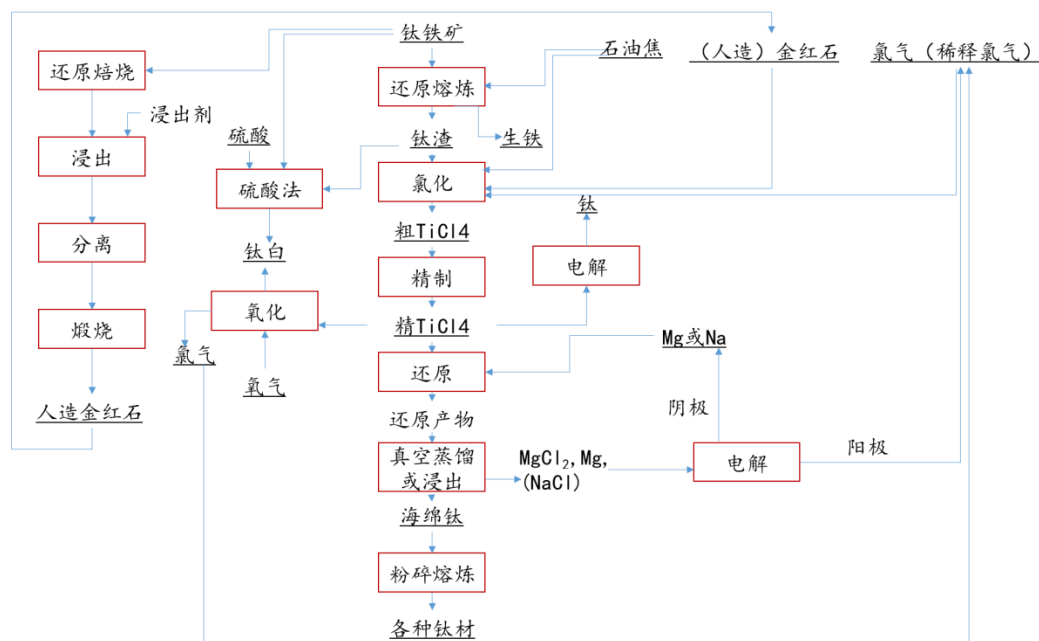 钛铁矿
石油焦
(人造)金红石
氯气(稀释氯气)
还原焙烧
还原熔炼
浸出剂
硫酸
钛渣
生铁
浸出
硫酸法
氯化
钛
粗TiCl4
分离
钛白
精制
电解
煅烧
氧化
精TiCl4
Mg或Na
氯气
氧气
还原
人造金红石
还原产物
阴极
真空蒸馏
或浸出
MgCl₂,Mg,
(NaCl)
电解
阳极
海绵钛
粉碎熔炼
各种钛材